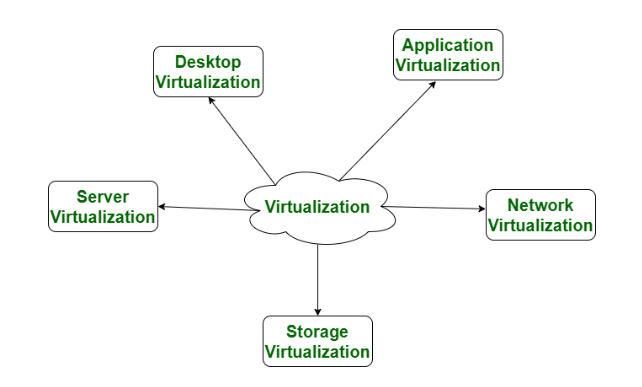 Application
Virtualization
Desktop
Virtualization
Server
Virtualization
Virtualization
Network
Virtualization
Storage
Virtualization